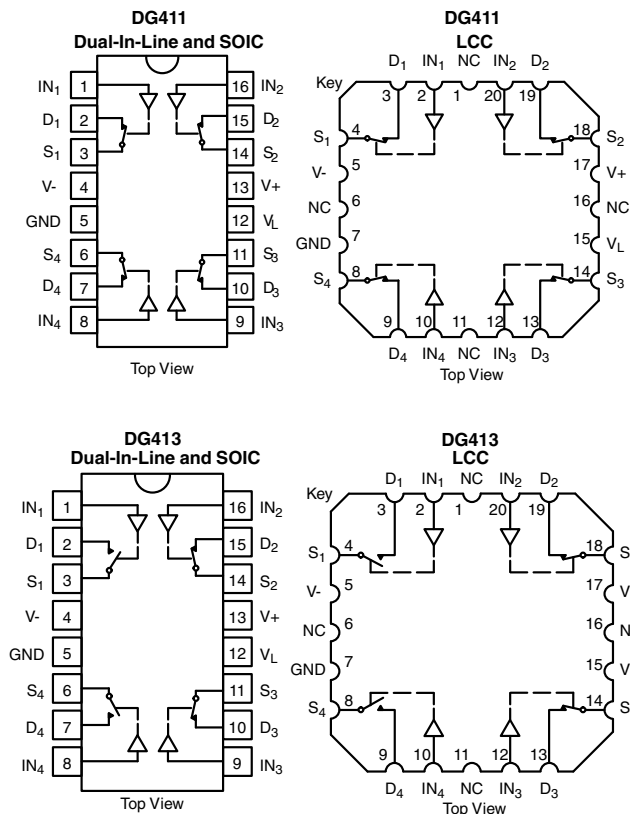 DG411
Dual-In-Line and SOIC
IN1 1 16 IN2
D1 2 15 D2
S1 3 14 S2
V- 4 13 V+
GND 5 12 VL
S4 6 11 S3
D4 7 10 D3
IN4 8 9 IN3
Top View
DG411
LCC
D1 IN1 NC IN2 D2
Key
3 2 1 20 19
S1 4 18 S2
V- 5 17 V+
NC 6 16 NC
GND 7 15 VL
S4 8 14 S3
9 10 11 12 13
D4 IN4 NC IN3 D3
Top View
DG413
Dual-In-Line and SOIC
IN1 1 16 IN2
D1 2 15 D2
S1 3 14 S2
V- 4 13 V+
GND 5 12 VL
S4 6 11 S3
D4 7 10 D3
IN4 8 9 IN3
Top View
DG413
LCC
D1 IN1 NC IN2 D2
Key
3 2 1 20 19
S1 4 18 S
V- 5 17 V
NC 6 16 N
GND 7 15 V
S4 8 14 S
9 10 11 12 13
D4 IN4 NC IN3 D3
Top View